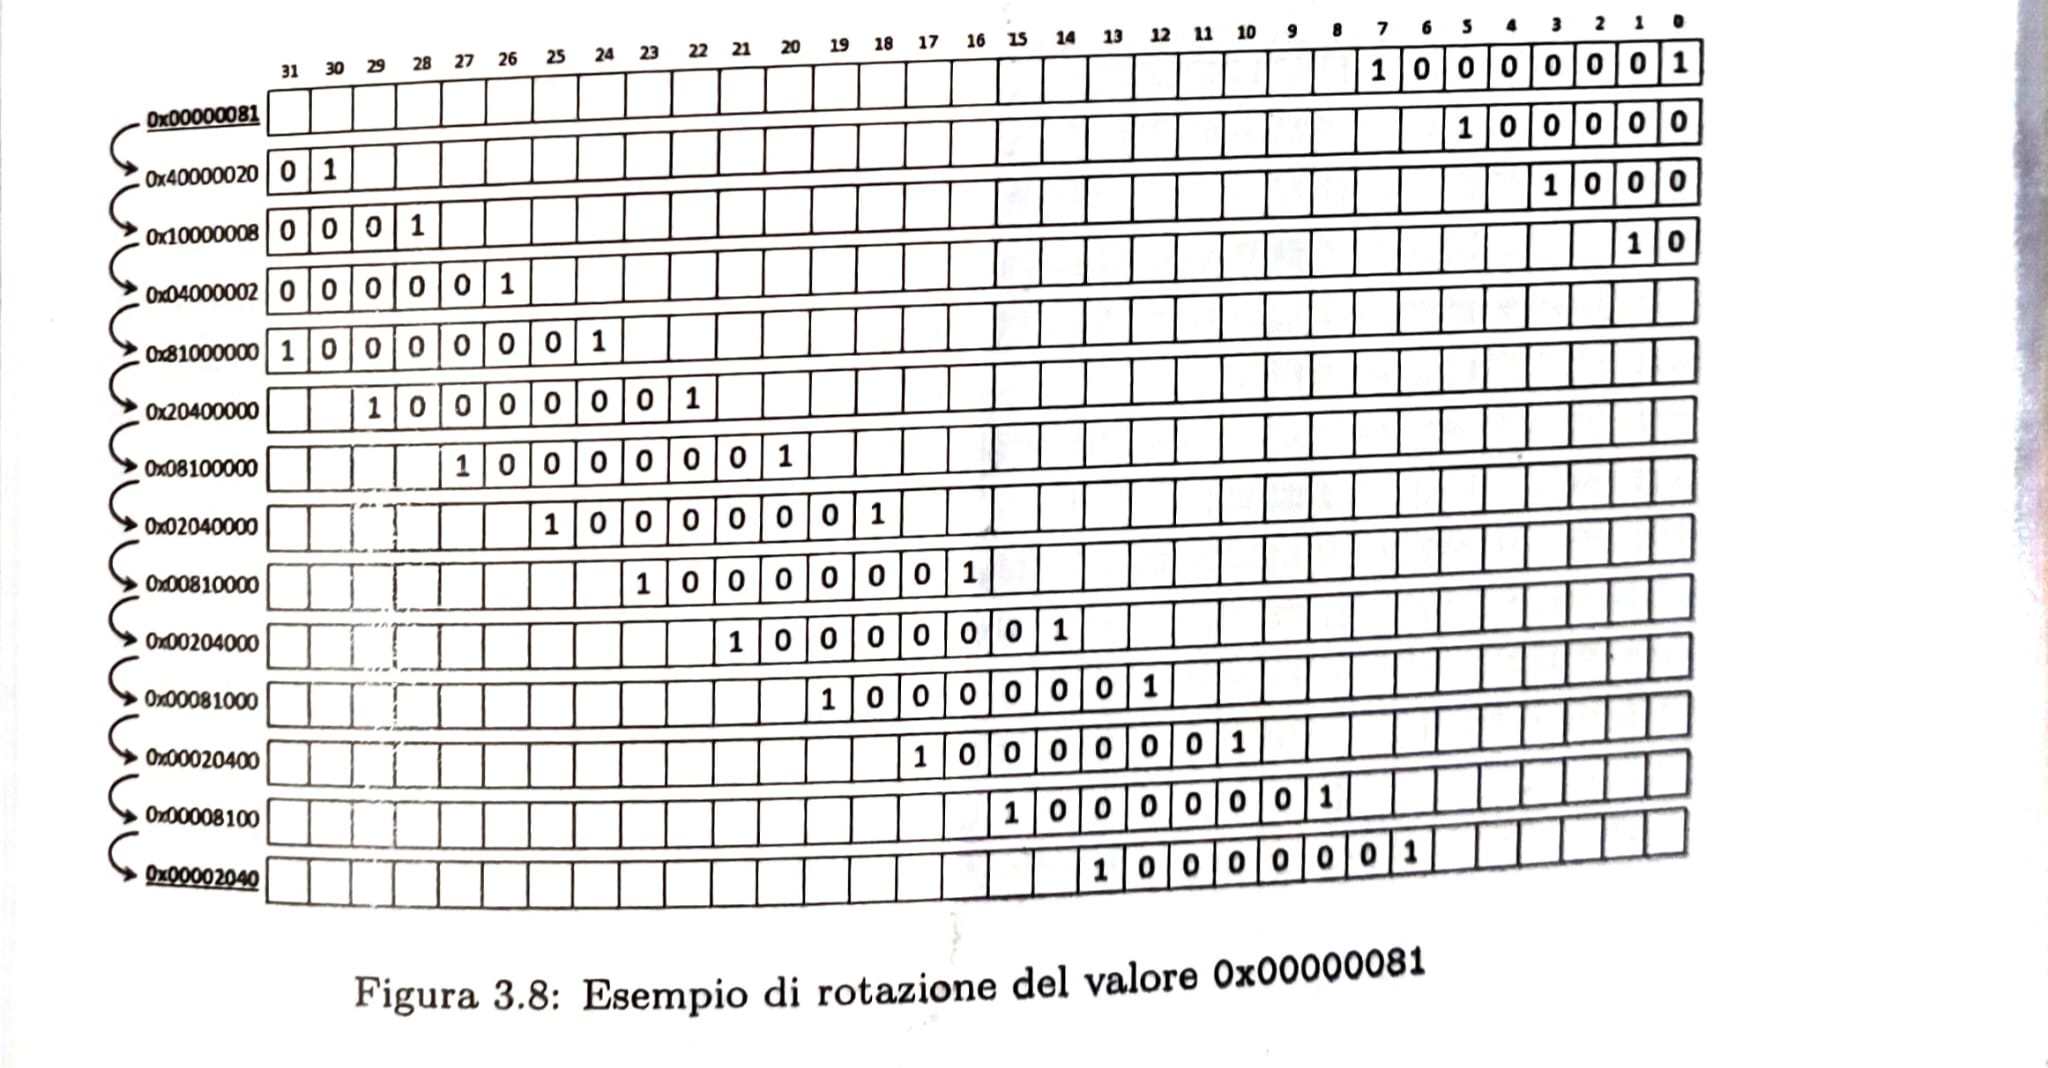 31 30 29 28 27 26 25 24 23 22 21 20 19 18 17 16 15 14 13 12 11 10 9 8 7 6 5 4 3 2 1 0
0x00000081 1 0 0 0 0 0 0 1
0x40000020 0 1 1 0 0 0 0 0
0x10000008 0 0 0 1 1 0 0 0
0x04000002 0 0 0 0 0 1 1 0
0x81000000 1 0 0 0 0 0 0 1
0x20400000 1 0 0 0 0 0 0 1
0x08100000 1 0 0 0 0 0 0 1
0x02040000 1 0 0 0 0 0 0 1
0x00810000 1 0 0 0 0 0 0 1
0x00204000 1 0 0 0 0 0 0 1
0x00081000 1 0 0 0 0 0 0 1
0x00020400 1 0 0 0 0 0 0 1
0x00008100 1 0 0 0 0 0 0 1
0x00002040 1 0 0 0 0 0 0 1
Figura 3.8: Esempio di rotazione del valore 0x00000081